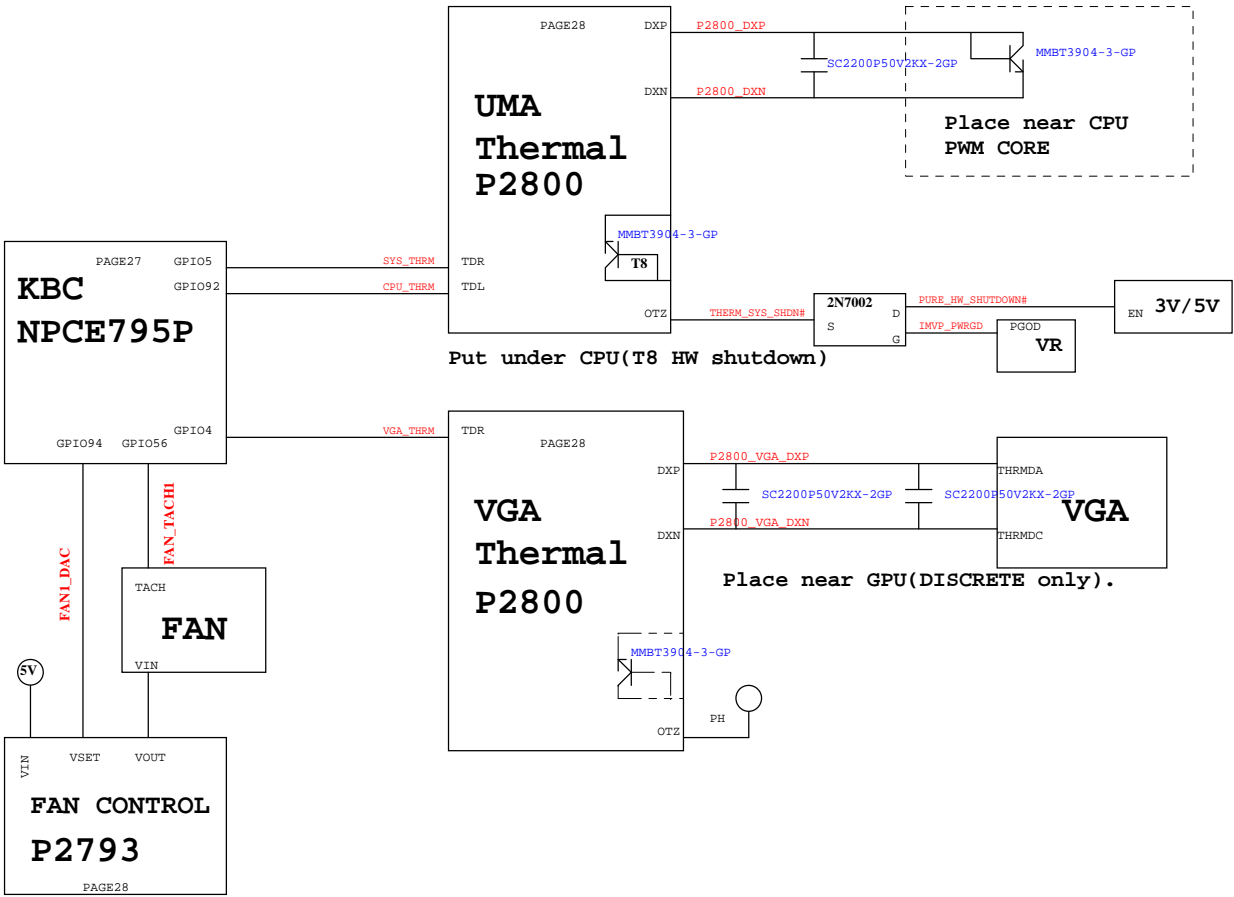 PAGE28
DXP
P2800_DXP
MMBT3904-3-GP
SC2200P50V2KX-2GP
DXN
P2800_DXN
UMA
Thermal
P2800
Place near CPU
PWM CORE
MMBT3904-3-GP
T8
PAGE27
GPIO5
SYS_THRM
TDR
KBC
NPCE795P
GPIO92
CPU_THRM
TDL
OTZ
THERM_SYS_SHDN#
2N7002
S
D
G
PURE_HW_SHUTDOWN#
IMVP_PWRGD
EN
3V/5V
PGOD
VR
Put under CPU(T8 HW shutdown)
GPIO94
GPIO56
GPIO4
VGA_THRM
TDR
PAGE28
DXP
P2800_VGA_DXP
THRMDA
SC2200P50V2KX-2GP
SC2200P50V2KX-2GP
VGA
DXN
P2800_VGA_DXN
THRMDC
VGA
Thermal
P2800
Place near GPU(DISCRETE only).
MMBT3904-3-GP
OTZ
PH
FAN1_DAC
FAN_TACH1
TACH
FAN
VIN
5V
VIN
VSET
VOUT
FAN CONTROL
P2793
PAGE28